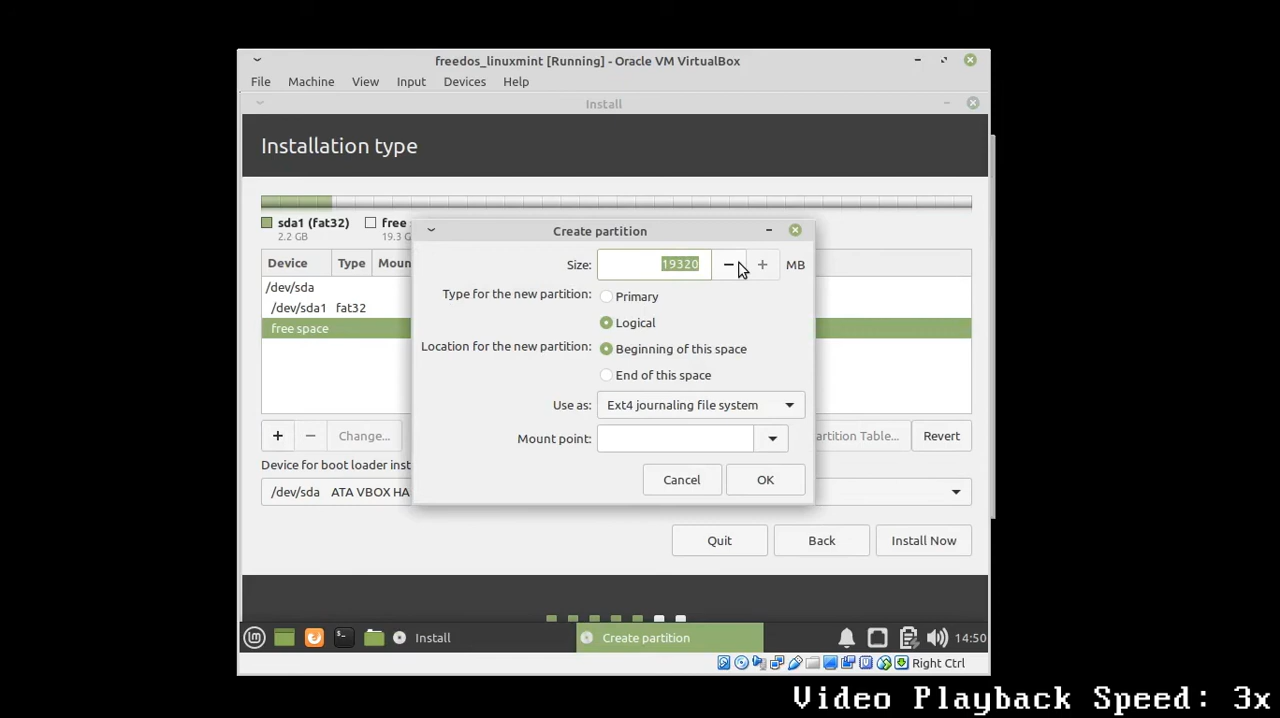 freedos_linuxmint [Running] - Oracle VM VirtualBox
File Machine View Input Devices Help
Install
Installation type
sda1 (fat32) free
2.2 GB 19.3 G
Device Type Moun
/dev/sda
/dev/sda1 fat32
free space
Create partition
Size: 19320 − + MB
Type for the new partition: Primary
Logical
Location for the new partition: Beginning of this space
End of this space
Use as: Ext4 journaling file system
Mount point:
Cancel OK
+ − Change... artition Table... Revert
Device for boot loader inst
/dev/sda ATA VBOX HA
Quit Back Install Now
Install Create partition 14:50
Right Ctrl
Video Playback Speed: 3x